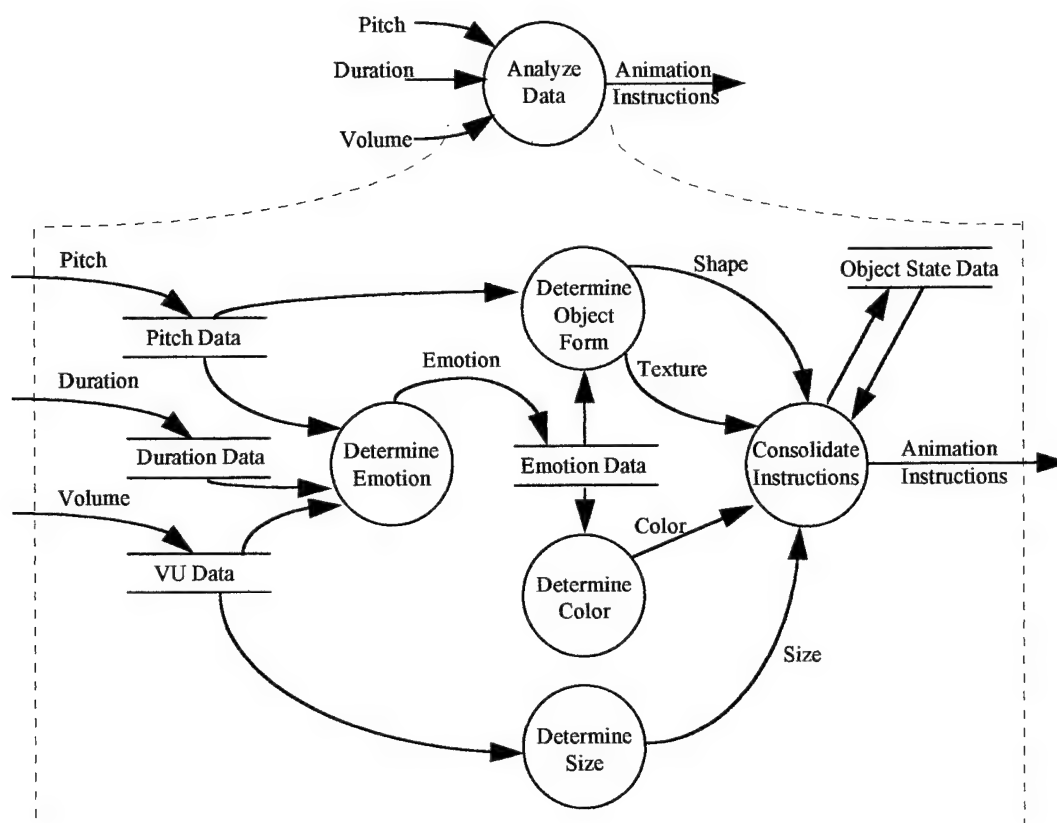 Pitch
Duration
Volume
Analyze
Data
Animation
Instructions
Pitch
Pitch Data
Duration
Duration Data
Volume
VU Data
Determine
Emotion
Emotion
Determine
Object
Form
Shape
Texture
Emotion Data
Object State Data
Consolidate
Instructions
Animation
Instructions
Color
Determine
Color
Size
Determine
Size